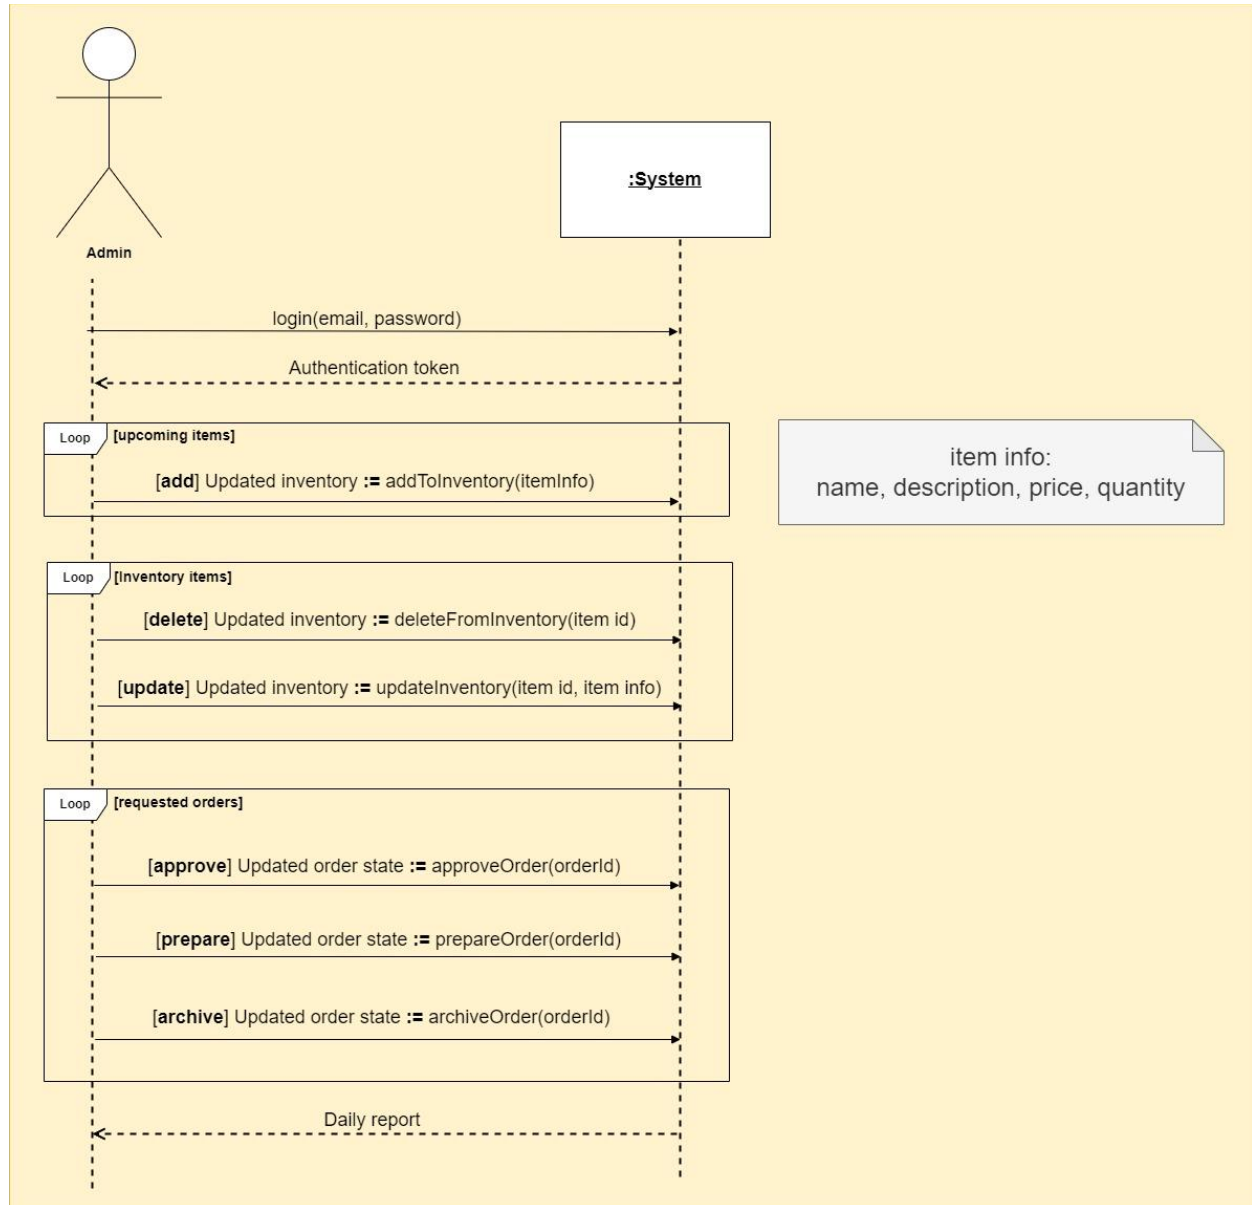 :System
Admin
login(email, password)
Authentication token
Loop [upcoming items]
[add] Updated inventory := addToInventory(itemInfo)
item info:
name, description, price, quantity
Loop [Inventory items]
[delete] Updated inventory := deleteFromInventory(item id)
[update] Updated inventory := updateInventory(item id, item info)
Loop [requested orders]
[approve] Updated order state := approveOrder(orderId)
[prepare] Updated order state := prepareOrder(orderId)
[archive] Updated order state := archiveOrder(orderId)
Daily report